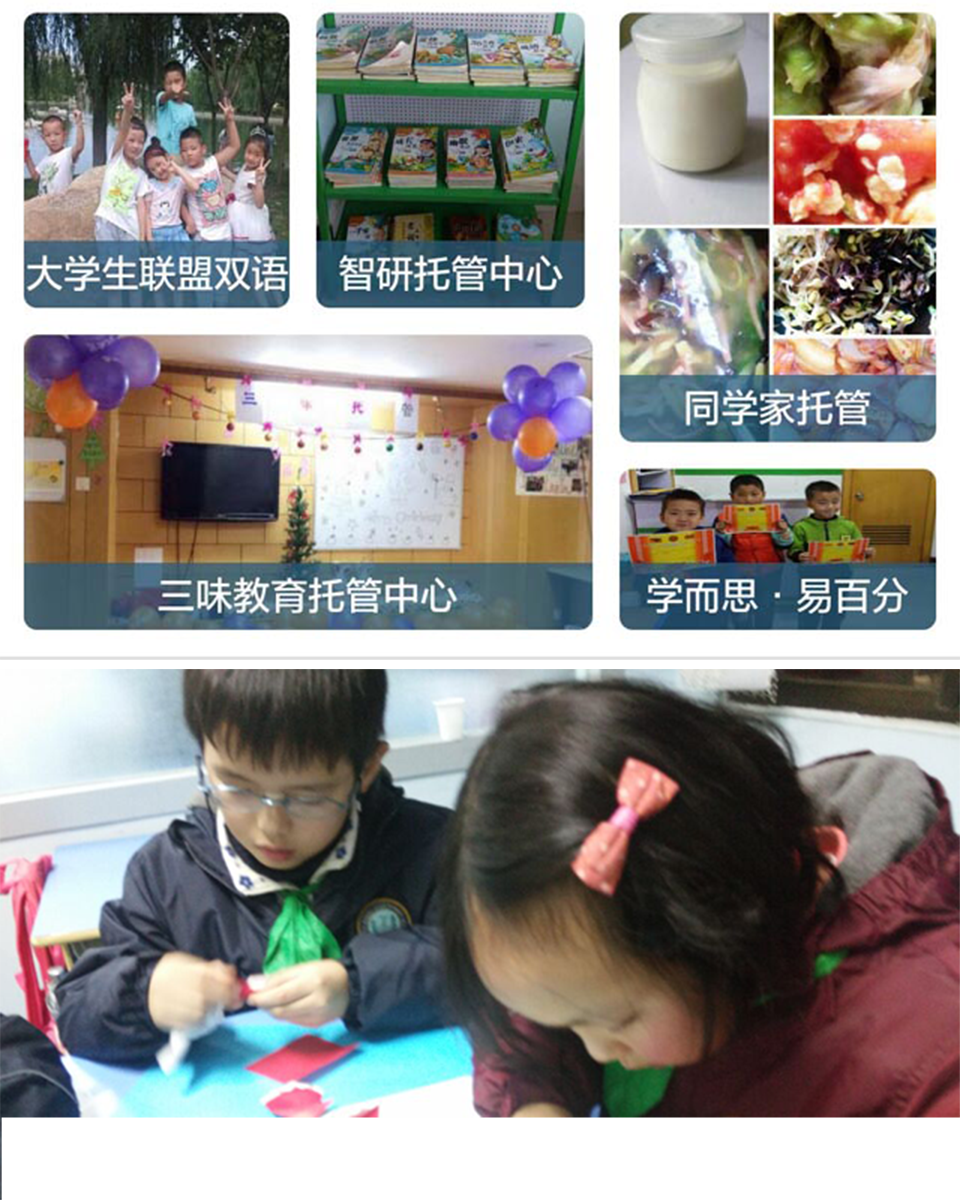 大学生联盟双语
智研托管中心
同学家托管
三味教育托管中心
学而思·易百分